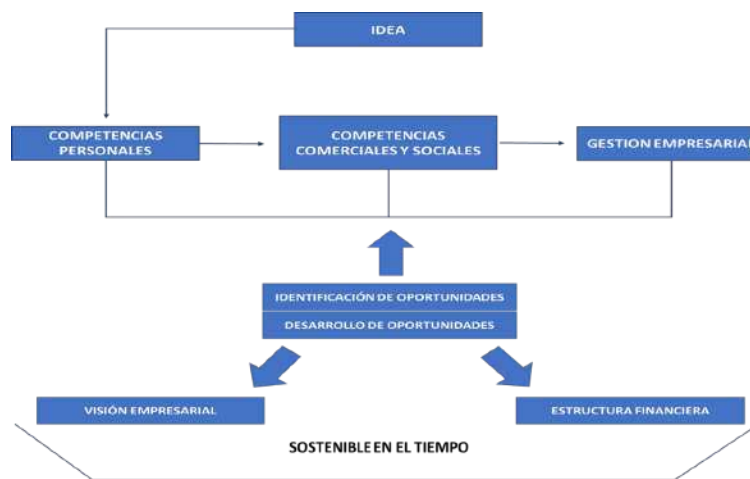 IDEA
COMPETENCIAS
PERSONALES
COMPETENCIAS
COMERCIALES Y SOCIALES
GESTION EMPRESARIAL
IDENTIFICACIÓN DE OPORTUNIDADES
DESARROLLO DE OPORTUNIDADES
VISIÓN EMPRESARIAL
ESTRUCTURA FINANCIERA
SOSTENIBLE EN EL TIEMPO